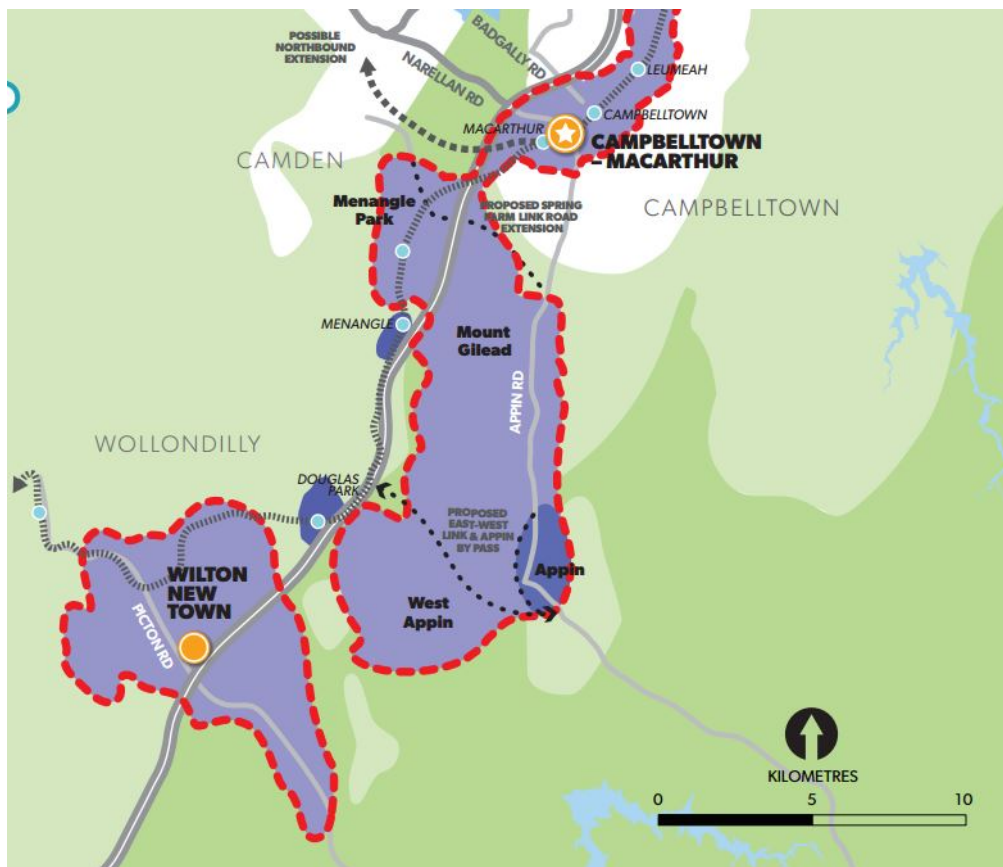 POSSIBLE
NORTHBOUND
EXTENSION
BADGALLY RD
NARELLAN RD
LEUMEAH
CAMPBELLTOWN
MACARTHUR
CAMPBELLTOWN
– MACARTHUR
CAMDEN
Menangle
Park
PROPOSED SPRING
FARM LINK ROAD
EXTENSION
CAMPBELLTOWN
MENANGLE
Mount
Gilead
APPIN RD
WOLLONDILLY
DOUGLAS
PARK
PROPOSED
EAST-WEST
LINK & APPIN
BY PASS
Appin
WILTON
NEW
TOWN
West
Appin
PICTON RD
KILOMETRES
0 5 10